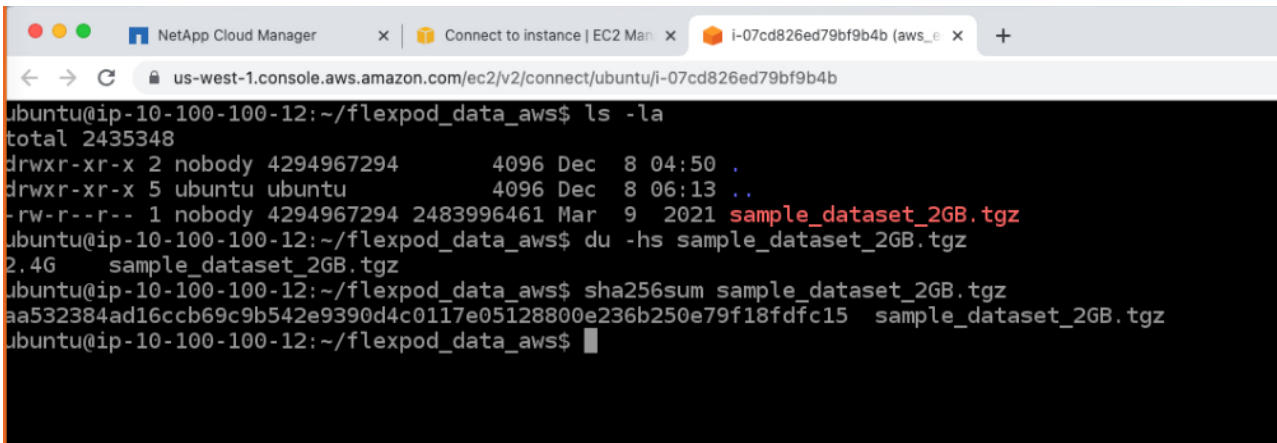 NetApp Cloud Manager
Connect to instance | EC2 Man
i-07cd826ed79bf9b4b (aws_e
us-west-1.console.aws.amazon.com/ec2/v2/connect/ubuntu/i-07cd826ed79bf9b4b
ubuntu@ip-10-100-100-12:~/flexpod_data_aws$ ls -la
total 2435348
drwxr-xr-x 2 nobody 4294967294 4096 Dec 8 04:50 .
drwxr-xr-x 5 ubuntu ubuntu 4096 Dec 8 06:13 ..
-rw-r--r-- 1 nobody 4294967294 2483996461 Mar 9 2021 sample_dataset_2GB.tgz
ubuntu@ip-10-100-100-12:~/flexpod_data_aws$ du -hs sample_dataset_2GB.tgz
2.4G sample_dataset_2GB.tgz
ubuntu@ip-10-100-100-12:~/flexpod_data_aws$ sha256sum sample_dataset_2GB.tgz
aa532384ad16ccb69c9b542e9390d4c0117e05128800e236b250e79f18fdfc15 sample_dataset_2GB.tgz
ubuntu@ip-10-100-100-12:~/flexpod_data_aws$